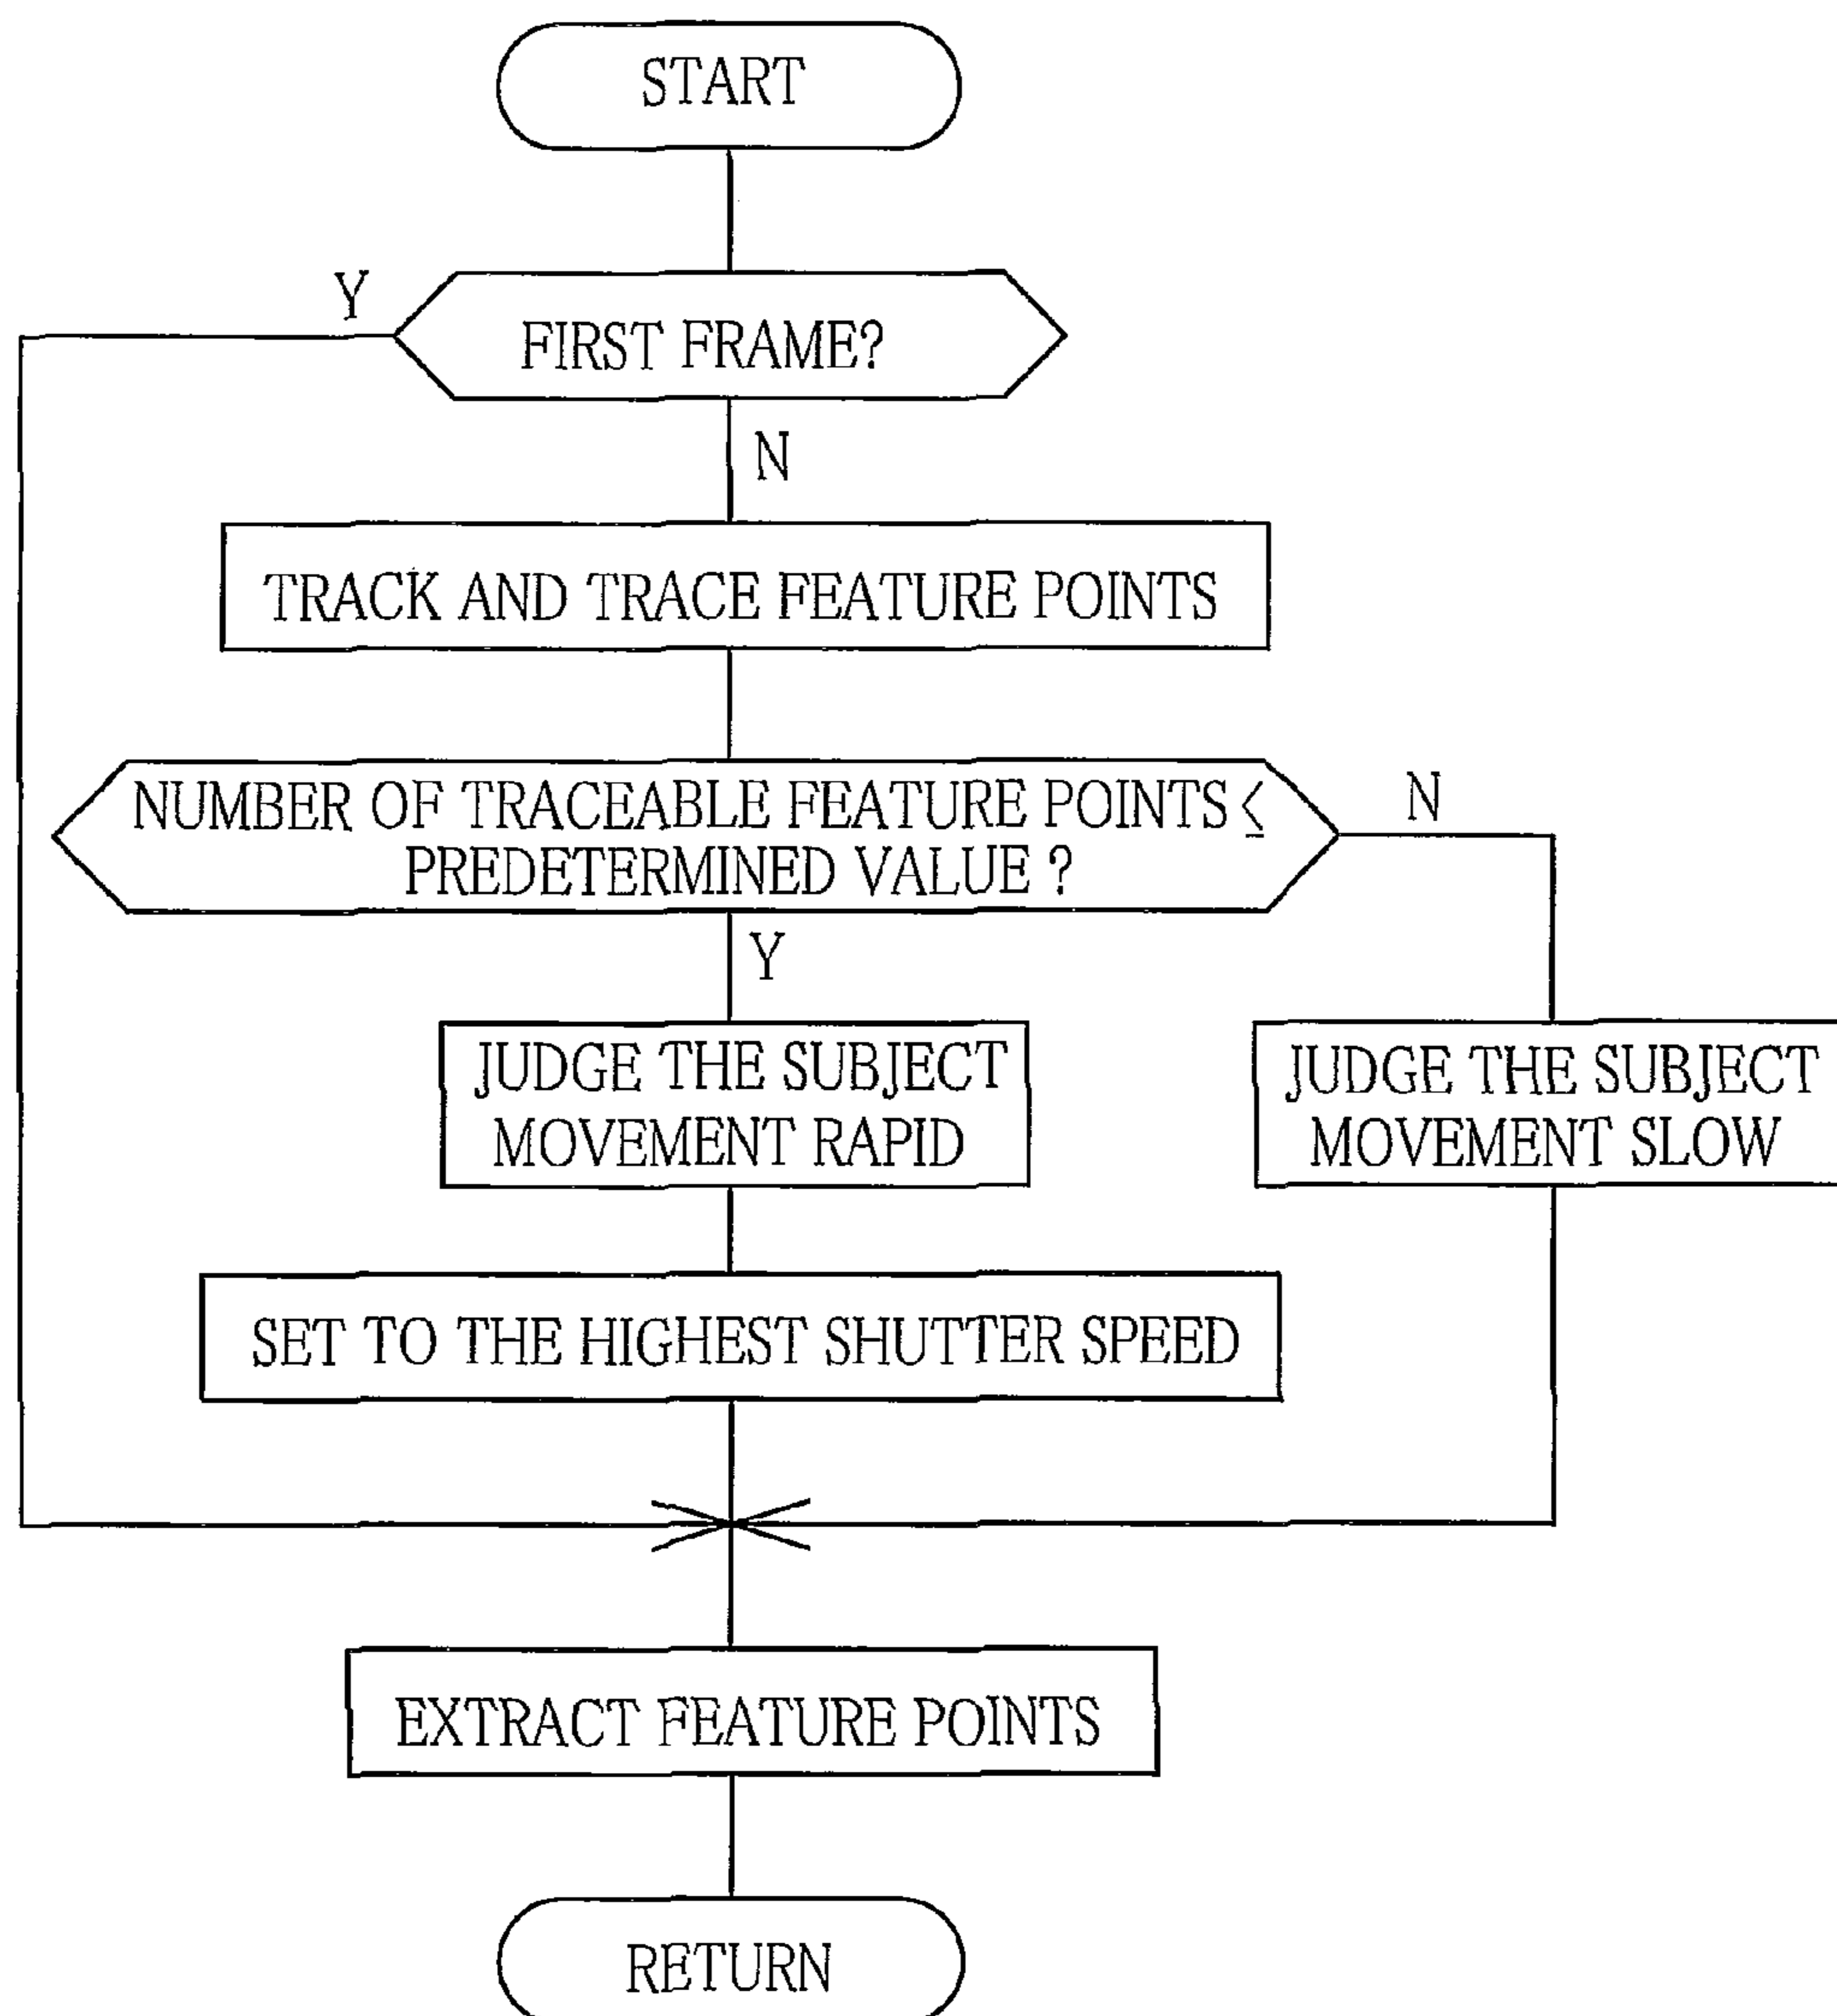 START
Y
FIRST FRAME?
N
TRACK AND TRACE FEATURE POINTS
NUMBER OF TRACEABLE FEATURE POINTS ≤
PREDETERMINED VALUE ?
N
Y
JUDGE THE SUBJECT
MOVEMENT RAPID
JUDGE THE SUBJECT
MOVEMENT SLOW
SET TO THE HIGHEST SHUTTER SPEED
EXTRACT FEATURE POINTS
RETURN